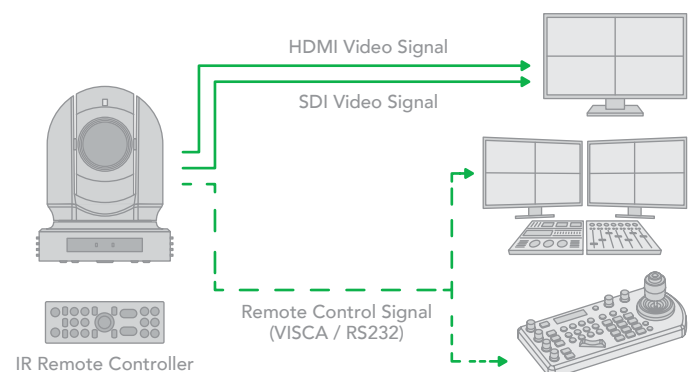 HDMI Video Signal
SDI Video Signal
Remote Control Signal
(VISCA / RS232)
IR Remote Controller